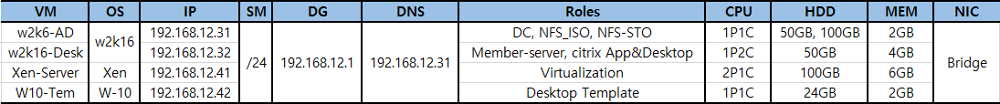 VM OS IP SM DG DNS Roles CPU HDD MEM NIC
w2k6-AD w2k16 192.168.12.31 /24 192.168.12.1 192.168.12.31 DC, NFS_ISO, NFS-STO 1P1C 50GB, 100GB 2GB Bridge
w2k16-Desk 192.168.12.32 Member-server, citrix App&Desktop 1P2C 50GB 4GB
Xen-Server Xen 192.168.12.41 Virtualization 2P1C 100GB 6GB
W10-Tem W-10 192.168.12.42 Desktop Template 1P1C 24GB 2GB